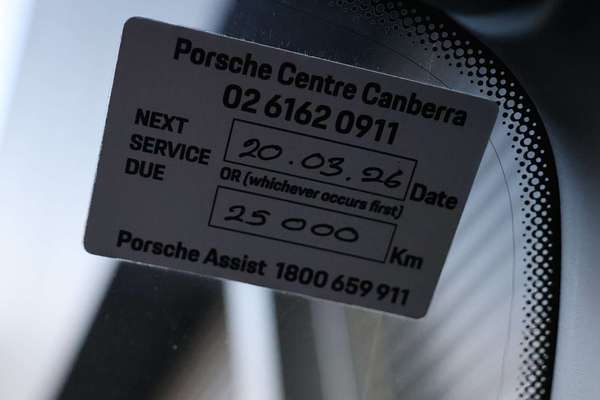 Porsche Centre Canberra
02 6162 0911
NEXT
SERVICE
DUE
20.03.26 Date
OR (whichever occurs first)
25 000 Km
Porsche Assist 1800 659 911